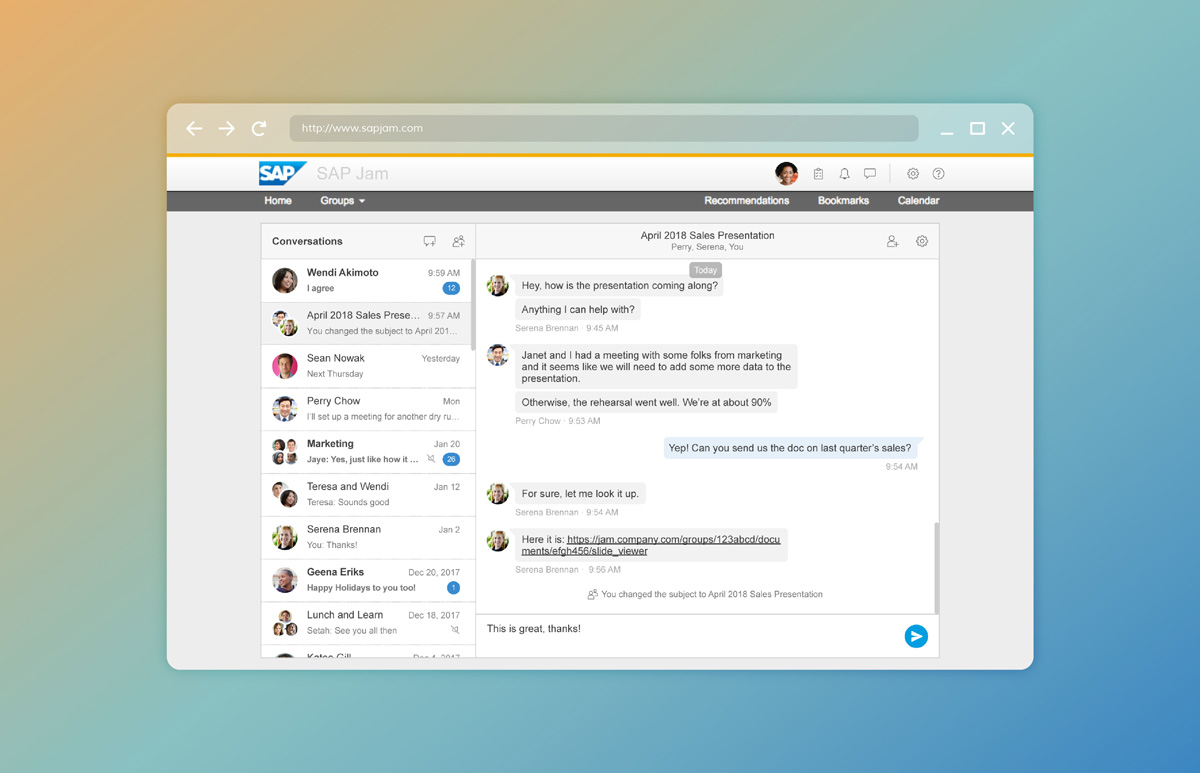 http://www.sapjam.com
SAP SAP Jam
Home Groups Recommendations Bookmarks Calendar
Conversations
Wendi Akimoto 9:59 AM
I agree 12
April 2018 Sales Prese... 9:57 AM
You changed the subject to April 201...
Sean Nowak Yesterday
Next Thursday
Perry Chow Mon
I'll set up a meeting for another dry ru...
Marketing Jan 20
Jaye: Yes, just like how it ... 26
Teresa and Wendi Jan 12
Teresa: Sounds good
Serena Brennan Jan 2
You: Thanks!
Geena Eriks Dec 20, 2017
Happy Holidays to you too! 1
Lunch and Learn Dec 18, 2017
Setah: See you all then
April 2018 Sales Presentation
Perry, Serena, You
Today
Hey, how is the presentation coming along?
Anything I can help with?
Serena Brennan · 9:45 AM
Janet and I had a meeting with some folks from marketing
and it seems like we will need to add some more data to the
presentation.
Otherwise, the rehearsal went well. We're at about 90%
Perry Chow · 9:53 AM
Yep! Can you send us the doc on last quarter's sales?
9:54 AM
For sure, let me look it up.
Serena Brennan · 9:54 AM
Here it is: https://jam.company.com/groups/123abcd/docu
ments/efgh456/slide_viewer
Serena Brennan · 9:56 AM
You changed the subject to April 2018 Sales Presentation
This is great, thanks!